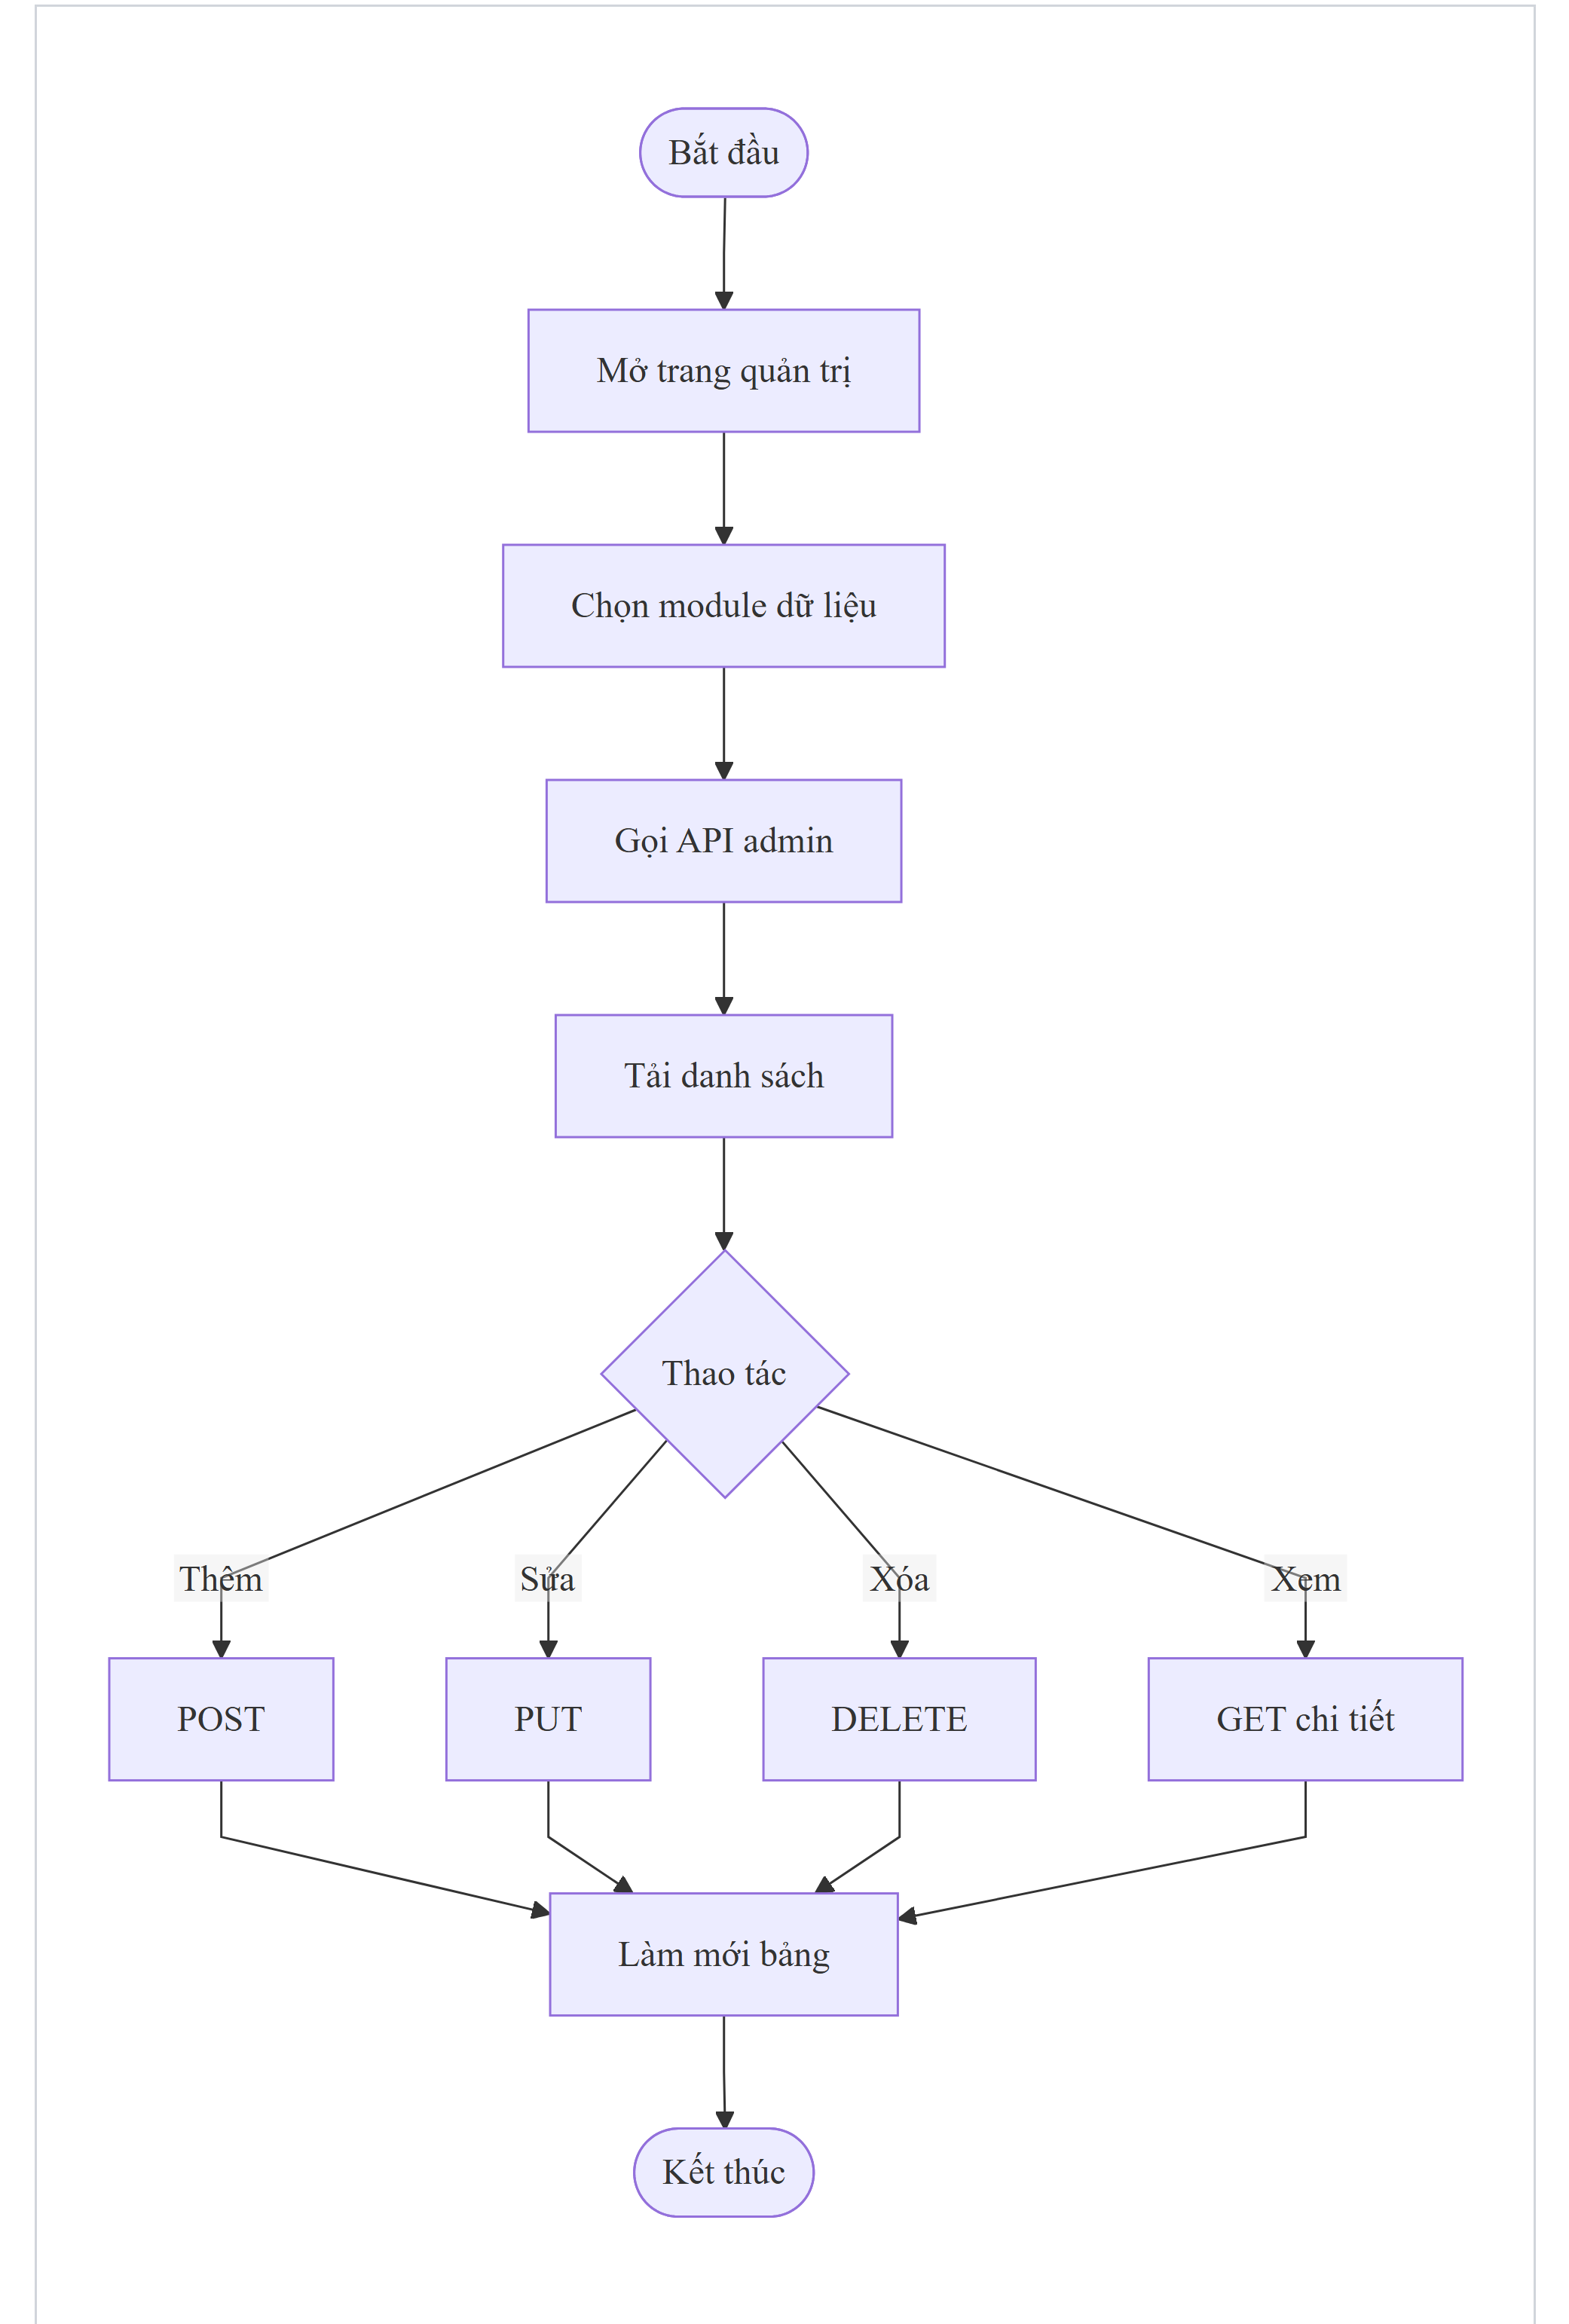 Bắt đầu
Mở trang quản trị
Chọn module dữ liệu
Gọi API admin
Tải danh sách
Thao tác
Thêm
Sửa
Xóa
Xem
POST
PUT
DELETE
GET chi tiết
Làm mới bảng
Kết thúc